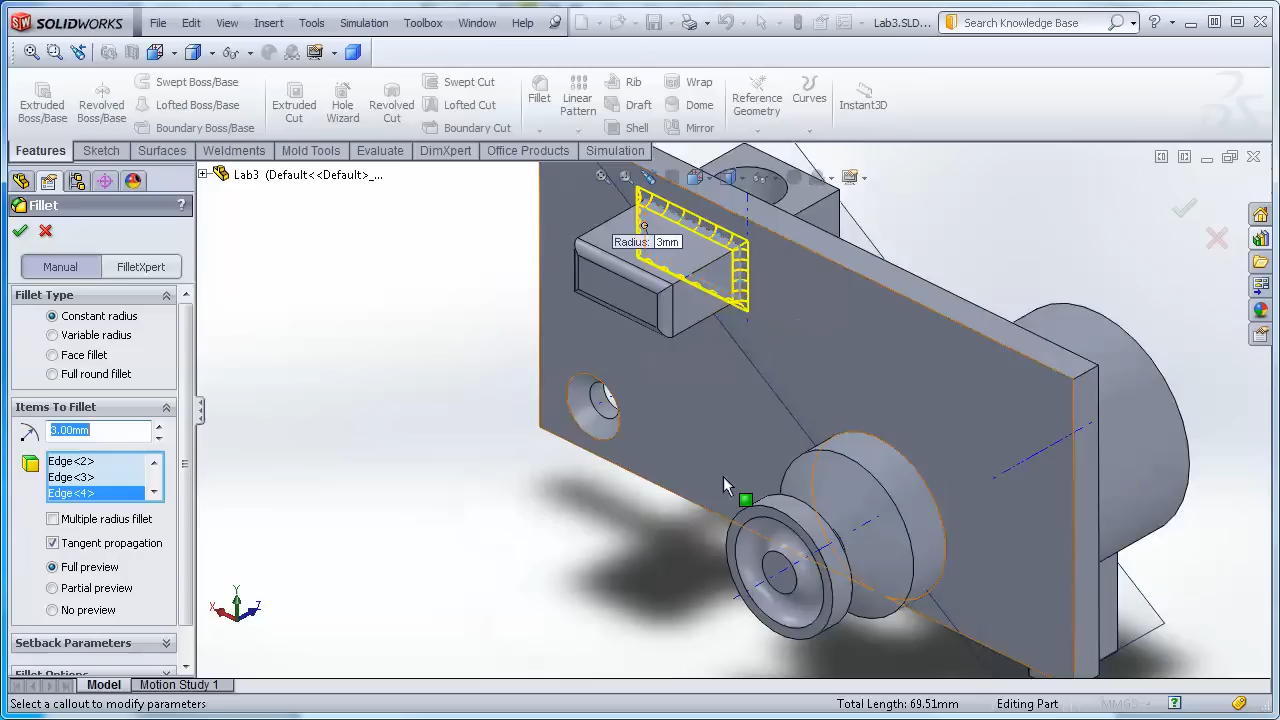 SOLIDWORKS File Edit View Insert Tools Simulation Toolbox Window Help Lab3.SLD... Search Knowledge Base ?
Extruded Boss/Base
Revolved Boss/Base
Swept Boss/Base
Lofted Boss/Base
Boundary Boss/Base
Extruded Cut
Hole Wizard
Revolved Cut
Swept Cut
Lofted Cut
Boundary Cut
Fillet
Linear Pattern
Rib
Draft
Shell
Wrap
Dome
Mirror
Reference Geometry
Curves
Instant3D
Features Sketch Surfaces Weldments Mold Tools Evaluate DimXpert Office Products Simulation
Lab3 (Default<<Default>_...
Fillet ?
Manual FilletXpert
Fillet Type
Constant radius
Variable radius
Face fillet
Full round fillet
Items To Fillet
3.00mm
Edge<2>
Edge<3>
Edge<4>
Multiple radius fillet
Tangent propagation
Full preview
Partial preview
No preview
Setback Parameters
Fillet Options
Radius: 3mm
Y
X
Z
Model Motion Study 1
Select a callout to modify parameters Total Length: 69.51mm Editing Part MMGS ?